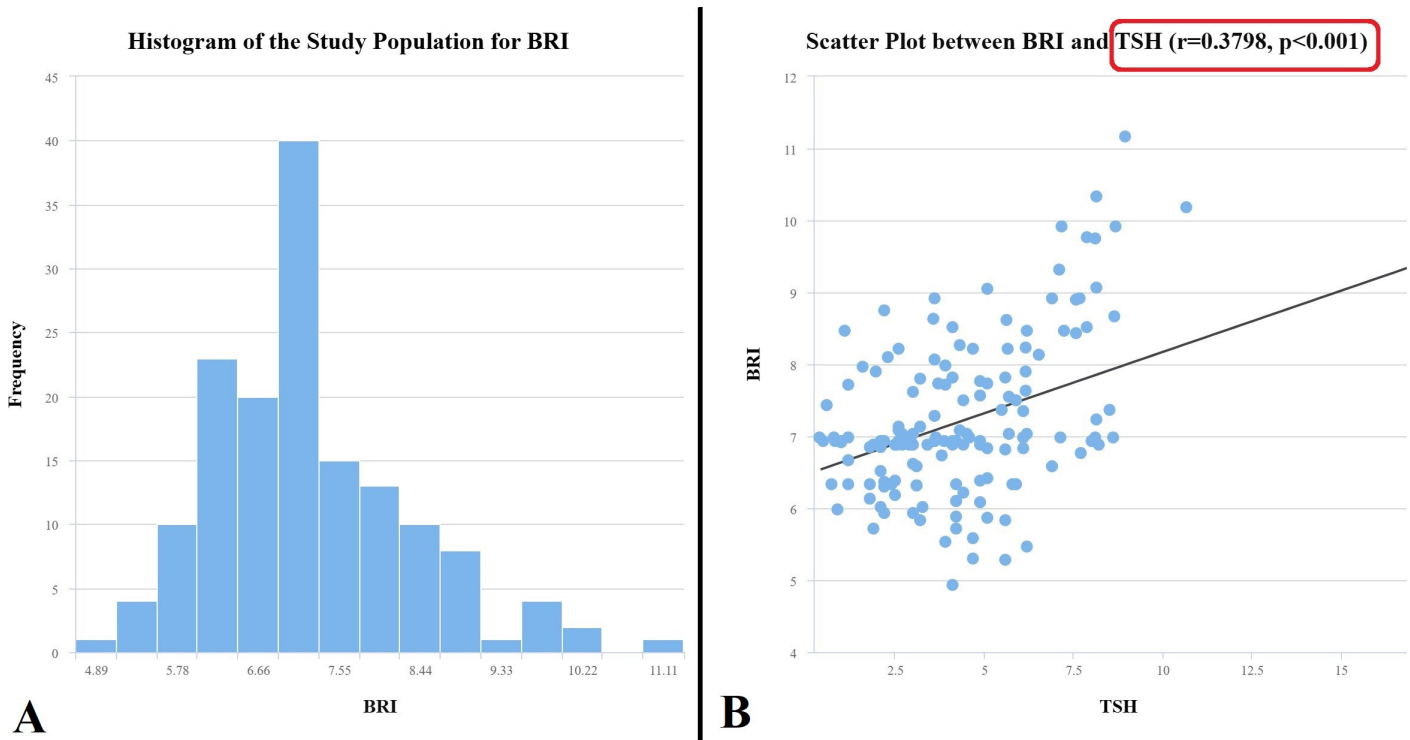 Histogram of the Study Population for BRI
45
40
35
30
25
20
15
10
5
0
Frequency
4.89 5.78 6.66 7.55 8.44 9.33 10.22 11.11
BRI
A
Scatter Plot between BRI and TSH (r=0.3798, p<0.001)
12
11
10
9
8
7
6
5
4
BRI
2.5 5 7.5 10 12.5 15
TSH
B